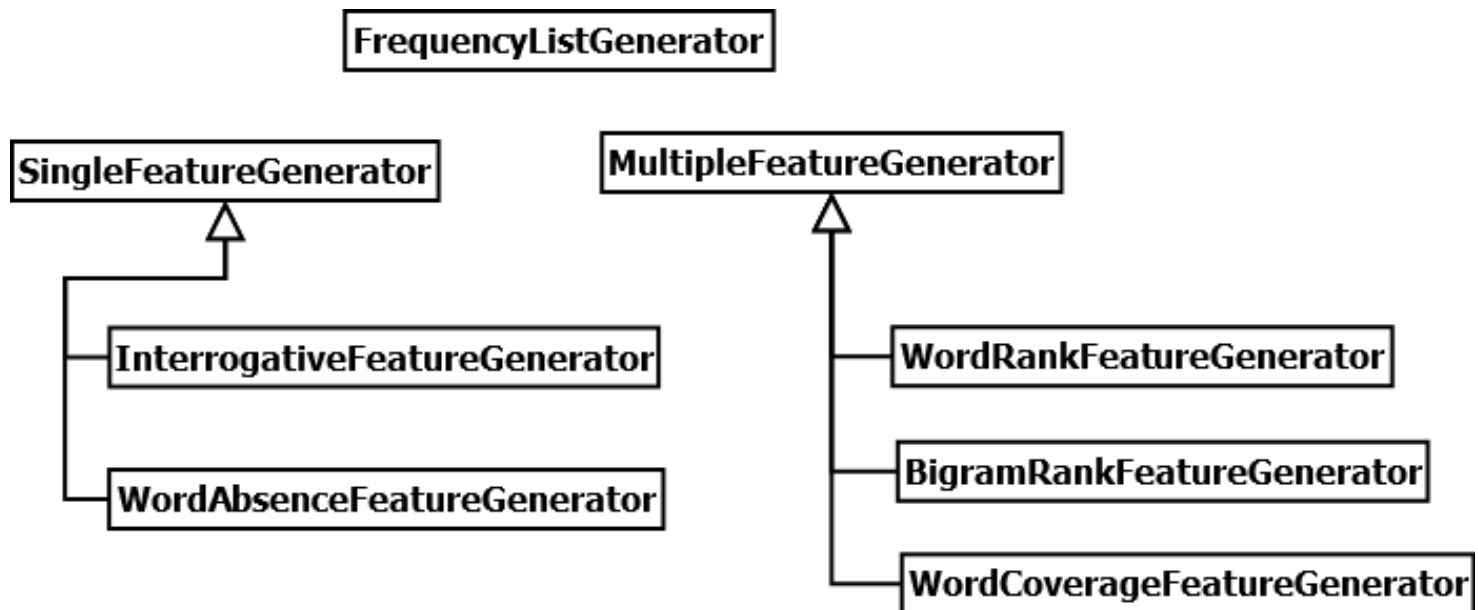 FrequencyListGenerator
SingleFeatureGenerator
MultipleFeatureGenerator
InterrogativeFeatureGenerator
WordRankFeatureGenerator
BigramRankFeatureGenerator
WordAbsenceFeatureGenerator
WordCoverageFeatureGenerator